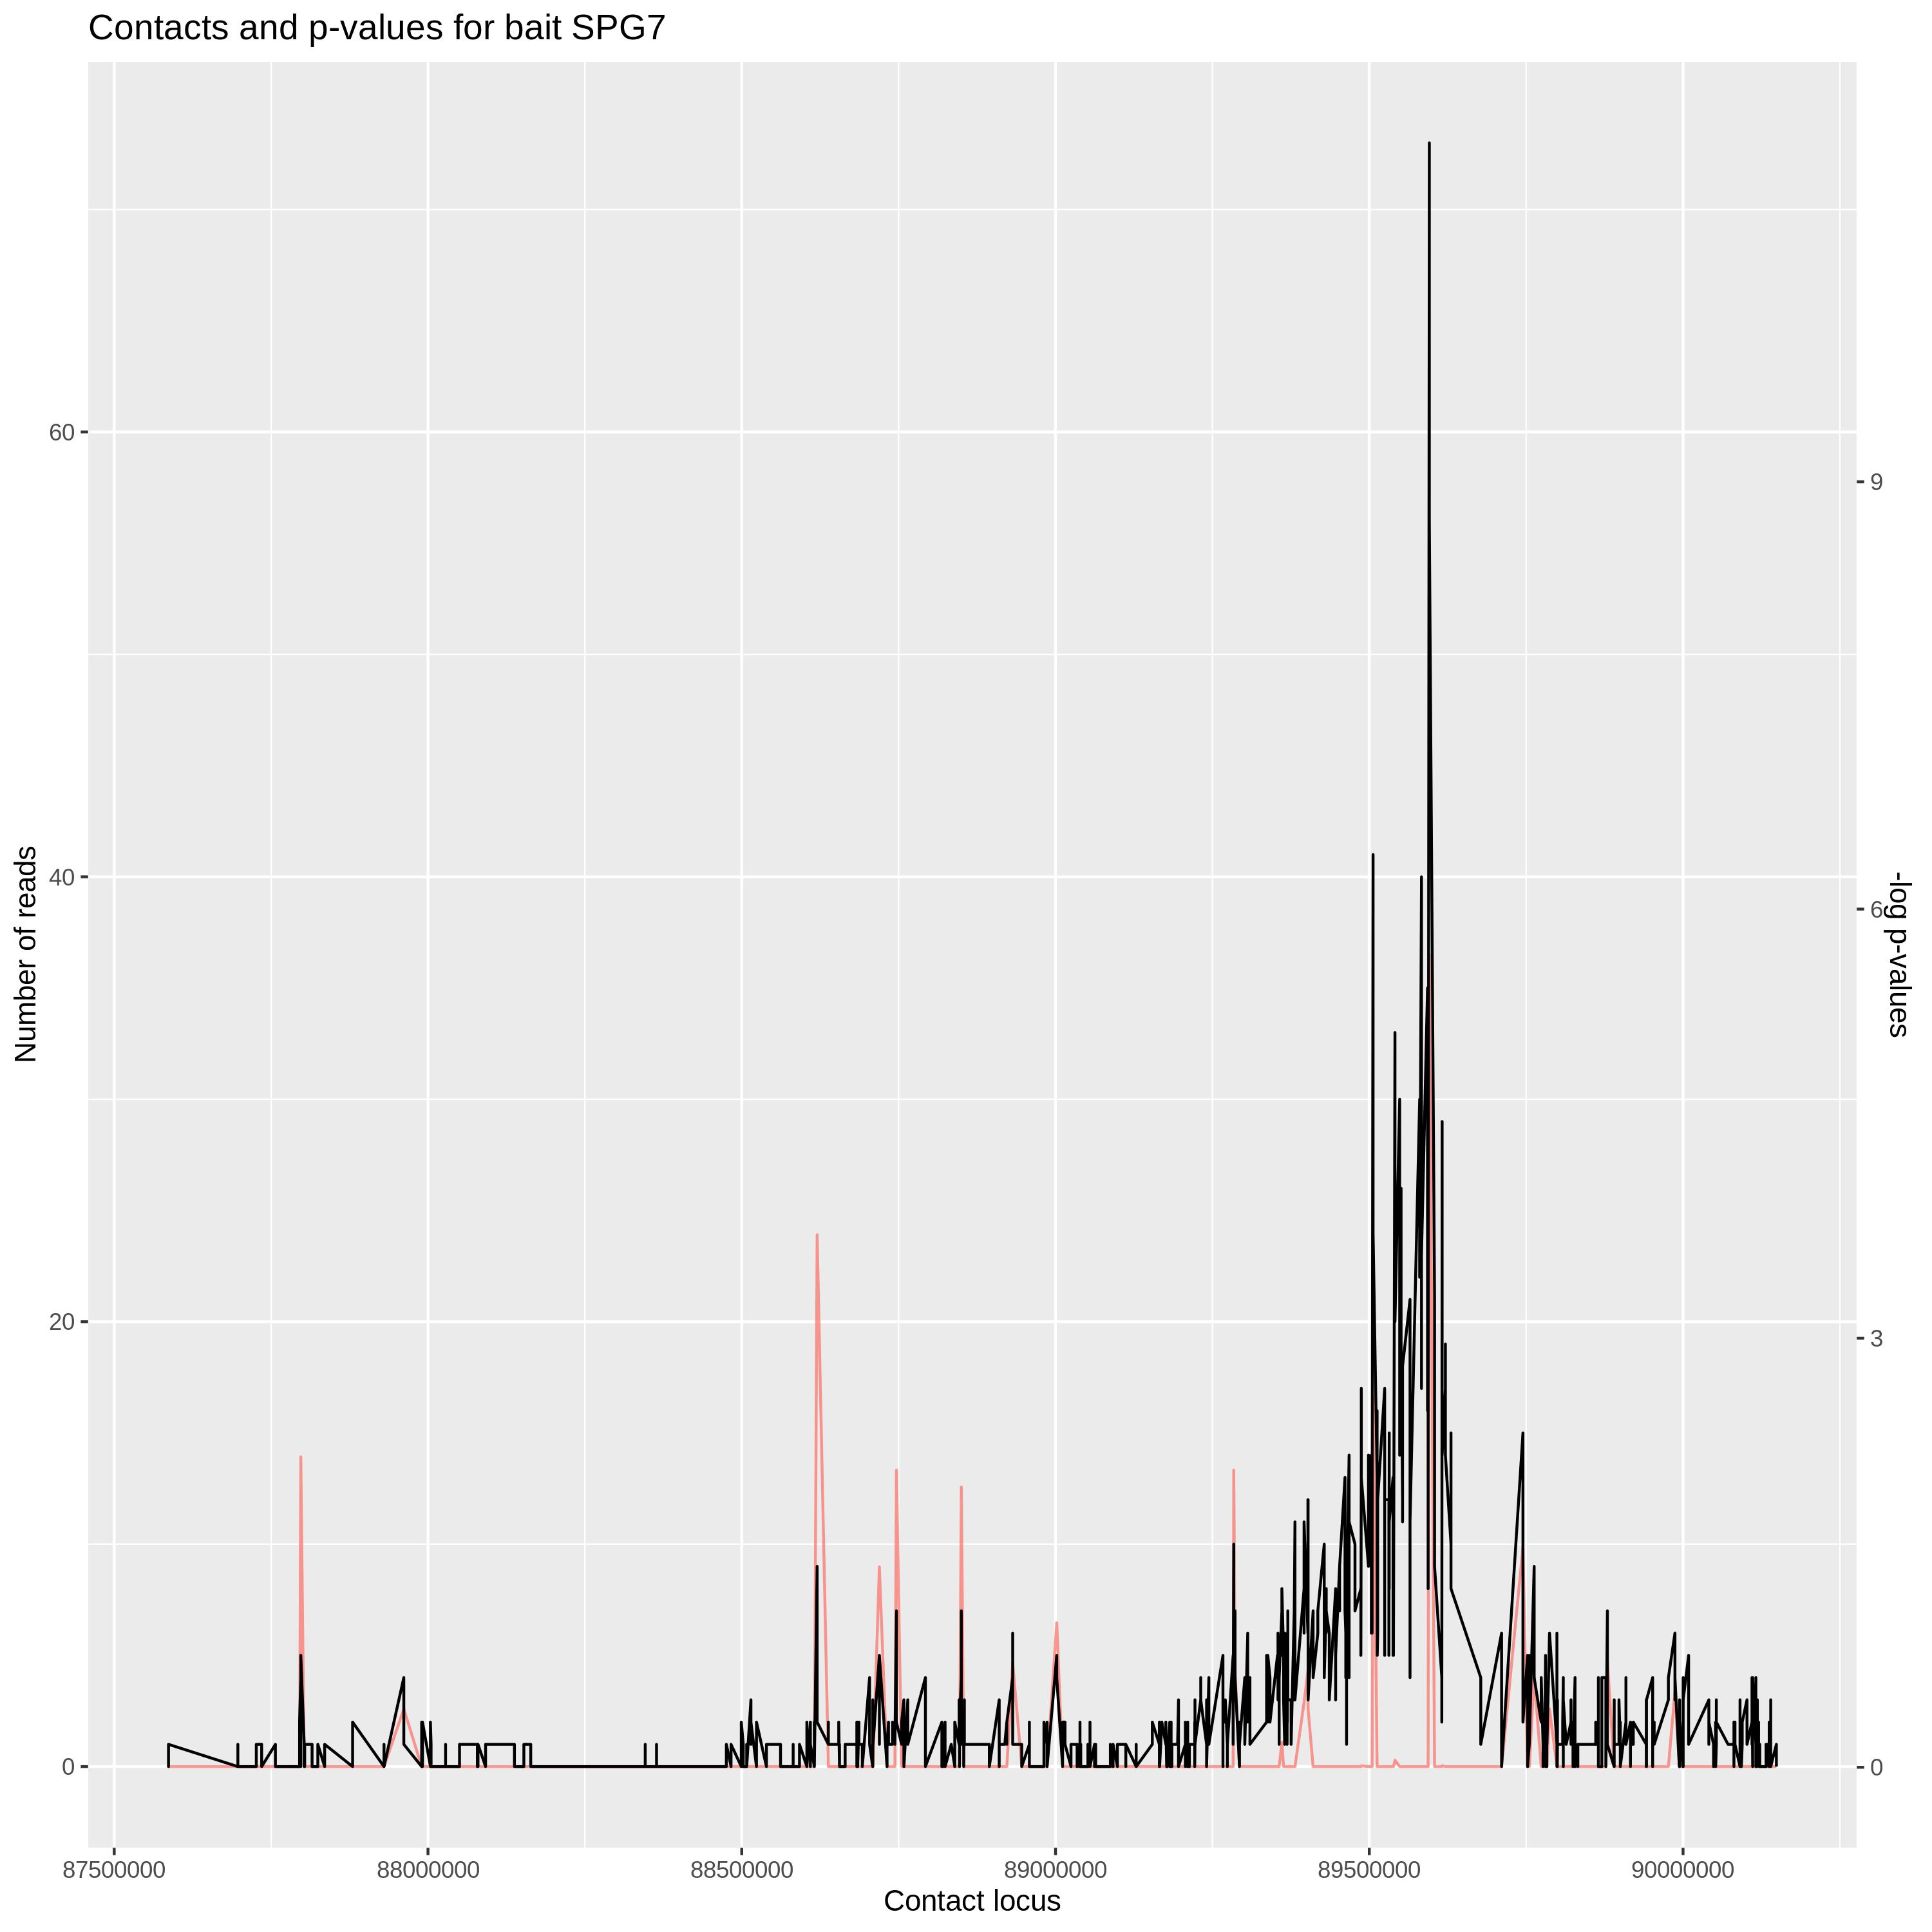 Contacts and p-values for bait SPG7
60
40
20
0
Number of reads
9
6
3
0
-log p-values
87500000 88000000 88500000 89000000 89500000 90000000
Contact locus